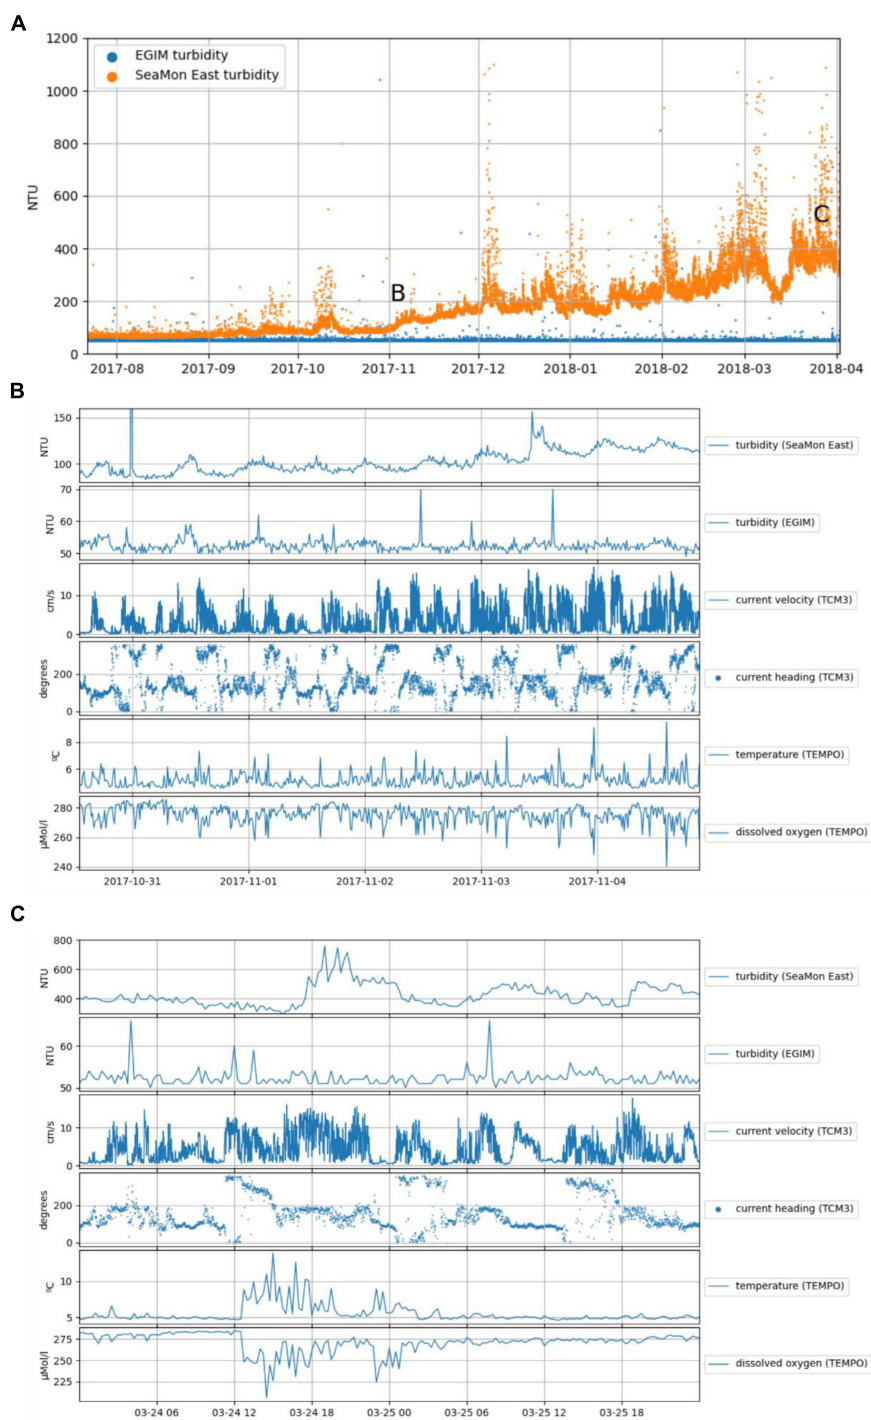 A
1200
1000
800
600
400
200
0
NTU
EGIM turbidity
SeaMon East turbidity
B
C
2017-08 2017-09 2017-10 2017-11 2017-12 2018-01 2018-02 2018-03 2018-04
B
150
100
NTU
turbidity (SeaMon East)
70
60
50
NTU
turbidity (EGIM)
10
0
cm/s
current velocity (TCM3)
200
0
degrees
current heading (TCM3)
8
6
ºC
temperature (TEMPO)
280
260
240
µMol/l
dissolved oxygen (TEMPO)
2017-10-31 2017-11-01 2017-11-02 2017-11-03 2017-11-04
C
800
600
400
NTU
turbidity (SeaMon East)
60
50
NTU
turbidity (EGIM)
10
0
cm/s
current velocity (TCM3)
200
0
degrees
current heading (TCM3)
10
5
ºC
temperature (TEMPO)
275
250
225
µMol/l
dissolved oxygen (TEMPO)
03-24 06 03-24 12 03-24 18 03-25 00 03-25 06 03-25 12 03-25 18